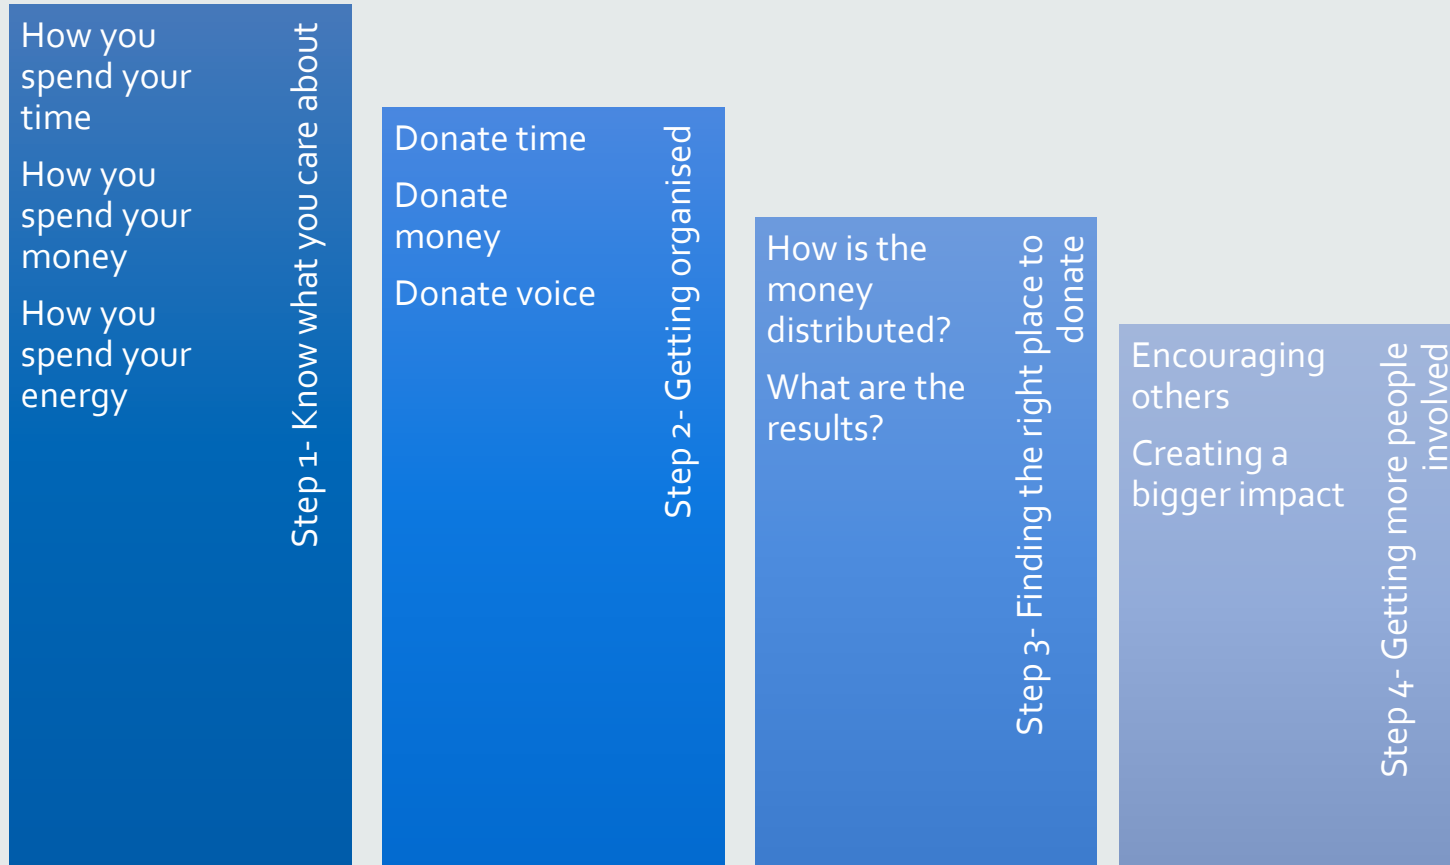 How you
spend your
time
How you
spend your
money
How you
spend your
energy
Step 1- Know what you care about
Donate time
Donate
money
Donate voice
Step 2- Getting organised
How is the
money
distributed?
What are the
results?
Step 3- Finding the right place to
donate
Encouraging
others
Creating a
bigger impact
Step 4- Getting more people
involved